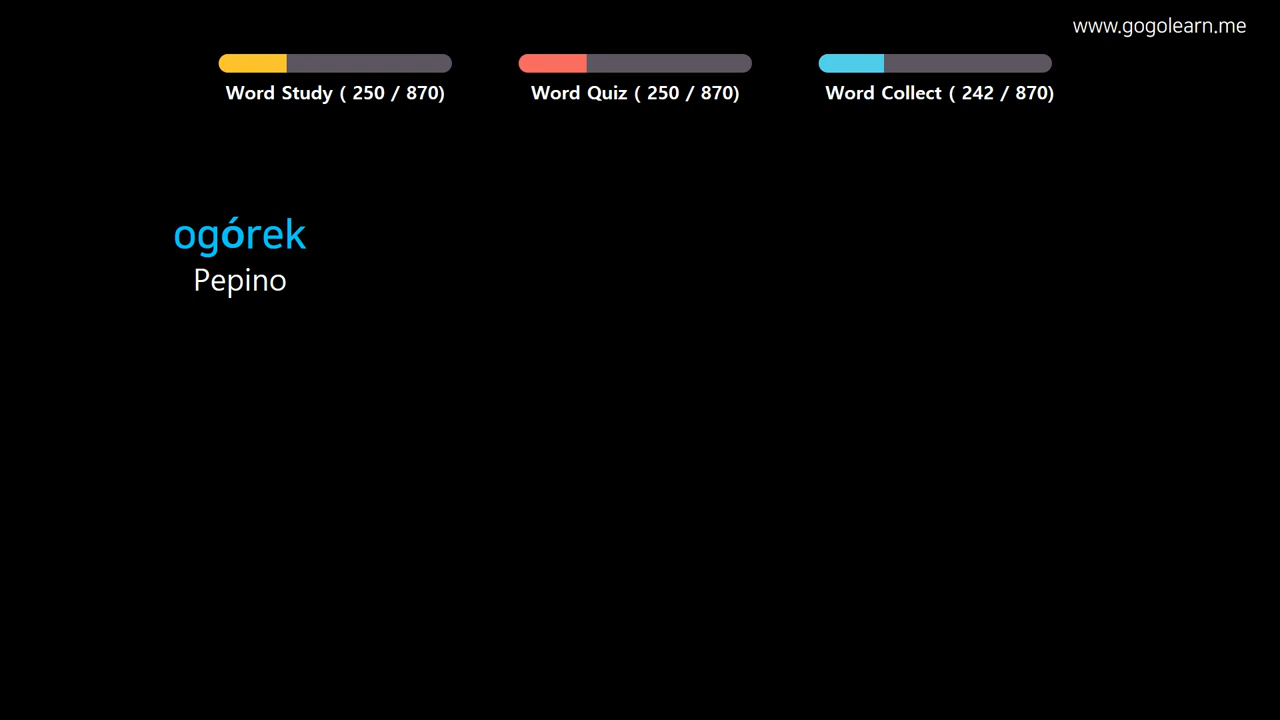 www.gogolearn.me
Word Study ( 250 / 870)
Word Quiz ( 250 / 870)
Word Collect ( 242 / 870)
ogórek
Pepino